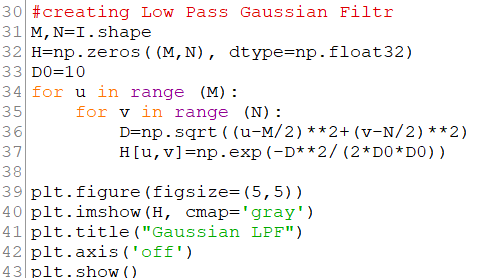 30 #creating Low Pass Gaussian Filtr
31 M,N=I.shape
32 H=np.zeros((M,N), dtype=np.float32)
33 D0=10
34 for u in range (M):
35     for v in range (N):
36         D=np.sqrt((u-M/2)**2+(v-N/2)**2)
37         H[u,v]=np.exp(-D**2/(2*D0*D0))
38
39 plt.figure(figsize=(5,5))
40 plt.imshow(H, cmap='gray')
41 plt.title("Gaussian LPF")
42 plt.axis('off')
43 plt.show()